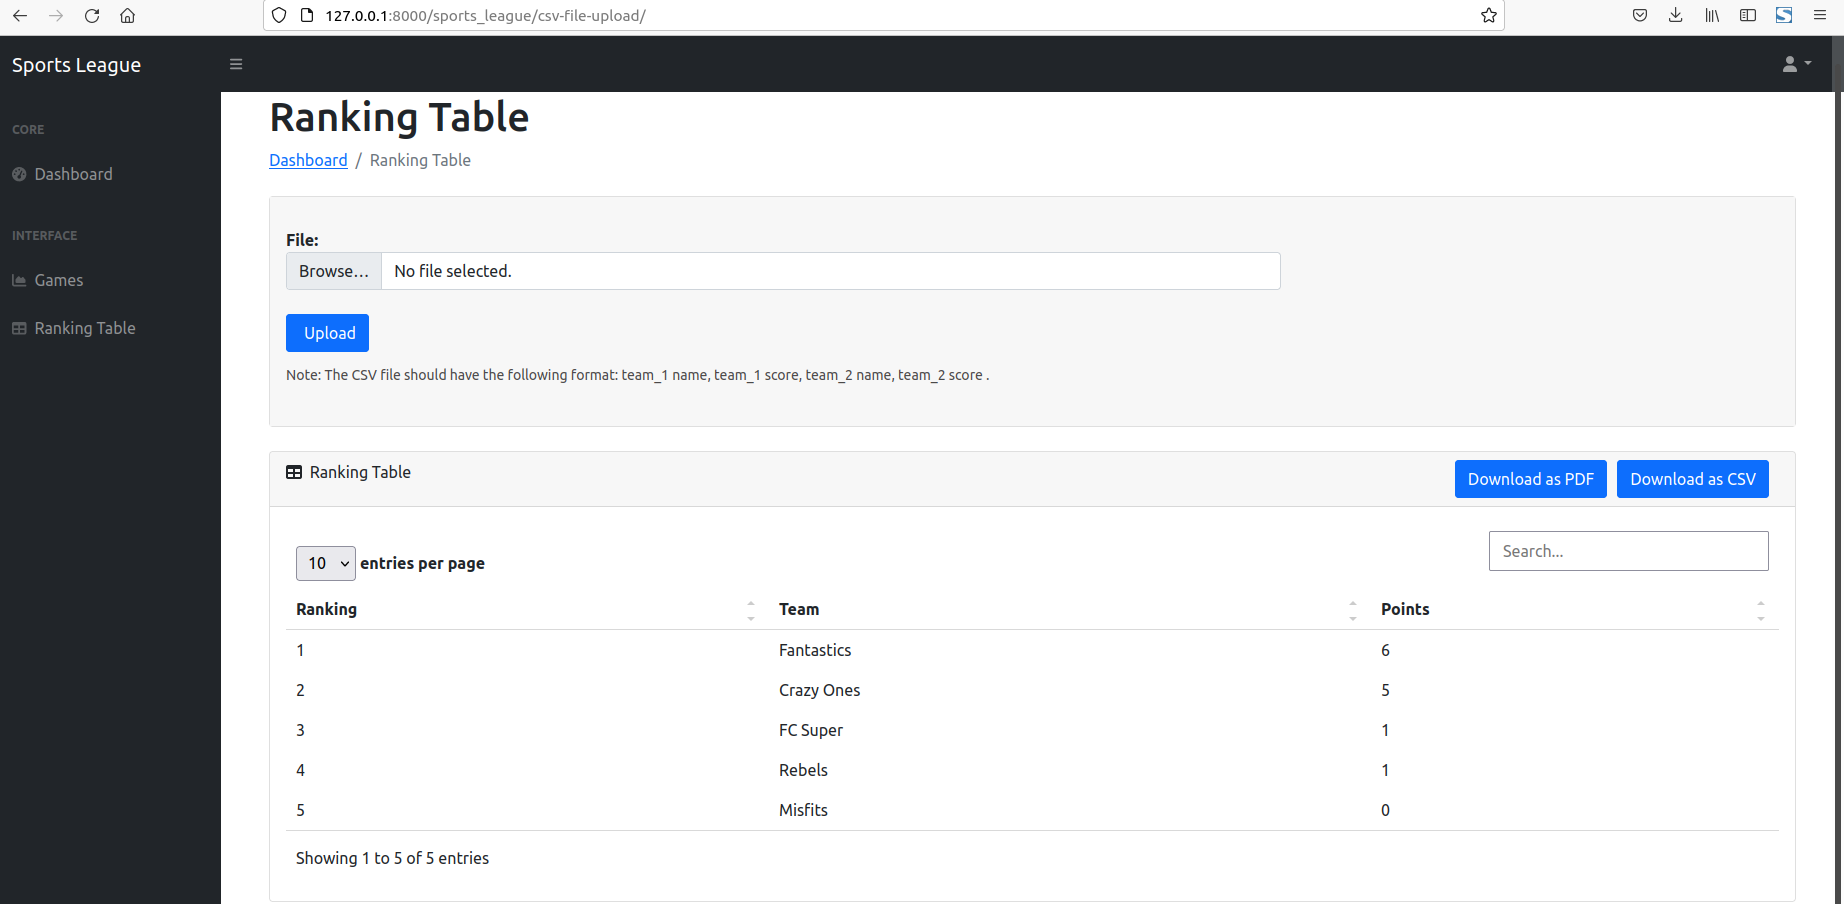 127.0.0.1:8000/sports_league/csv-file-upload/
Sports League
CORE
Dashboard
INTERFACE
Games
Ranking Table
Ranking Table
Dashboard / Ranking Table
File:
Browse... No file selected.
Upload
Note: The CSV file should have the following format: team_1 name, team_1 score, team_2 name, team_2 score .
Ranking Table Download as PDF Download as CSV
Search...
10 entries per page
Ranking Team Points
1 Fantastics 6
2 Crazy Ones 5
3 FC Super 1
4 Rebels 1
5 Misfits 0
Showing 1 to 5 of 5 entries